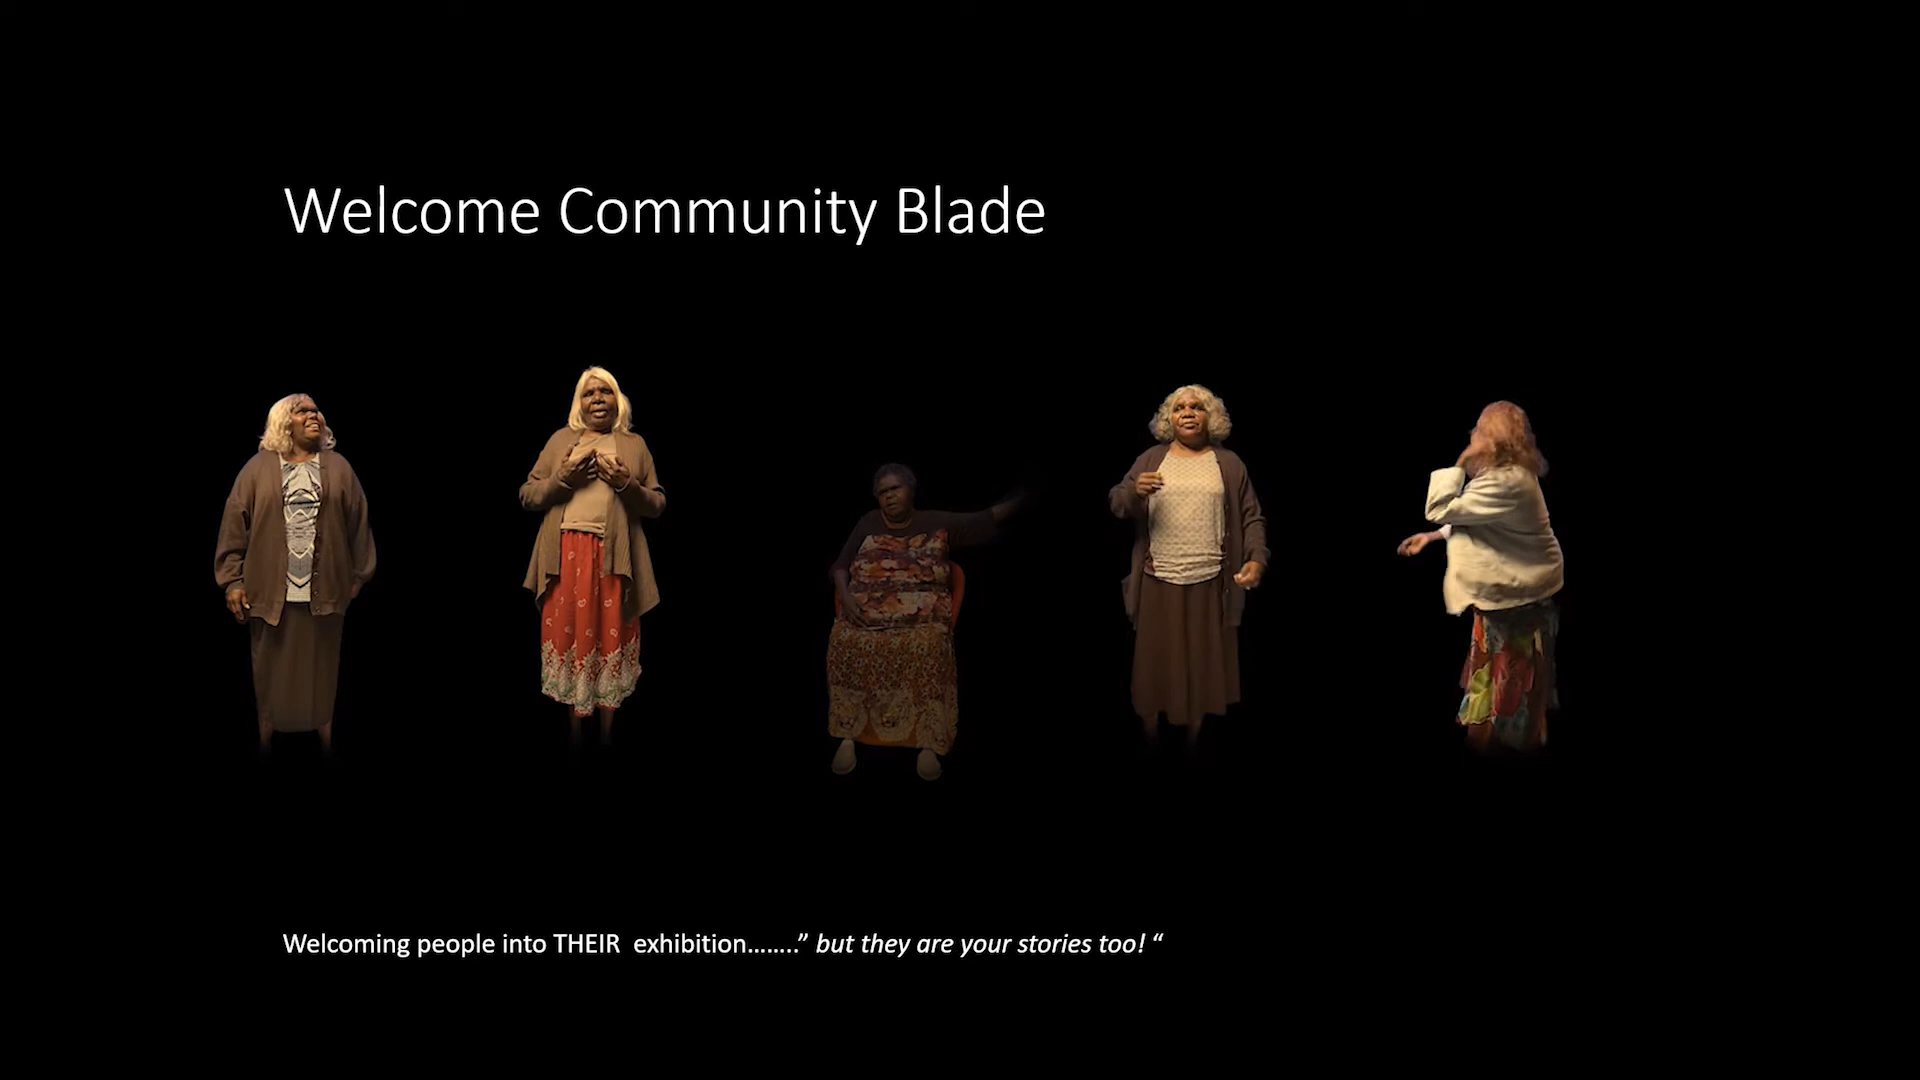 Welcome Community Blade
Welcoming people into THEIR  exhibition……..” but they are your stories too! “